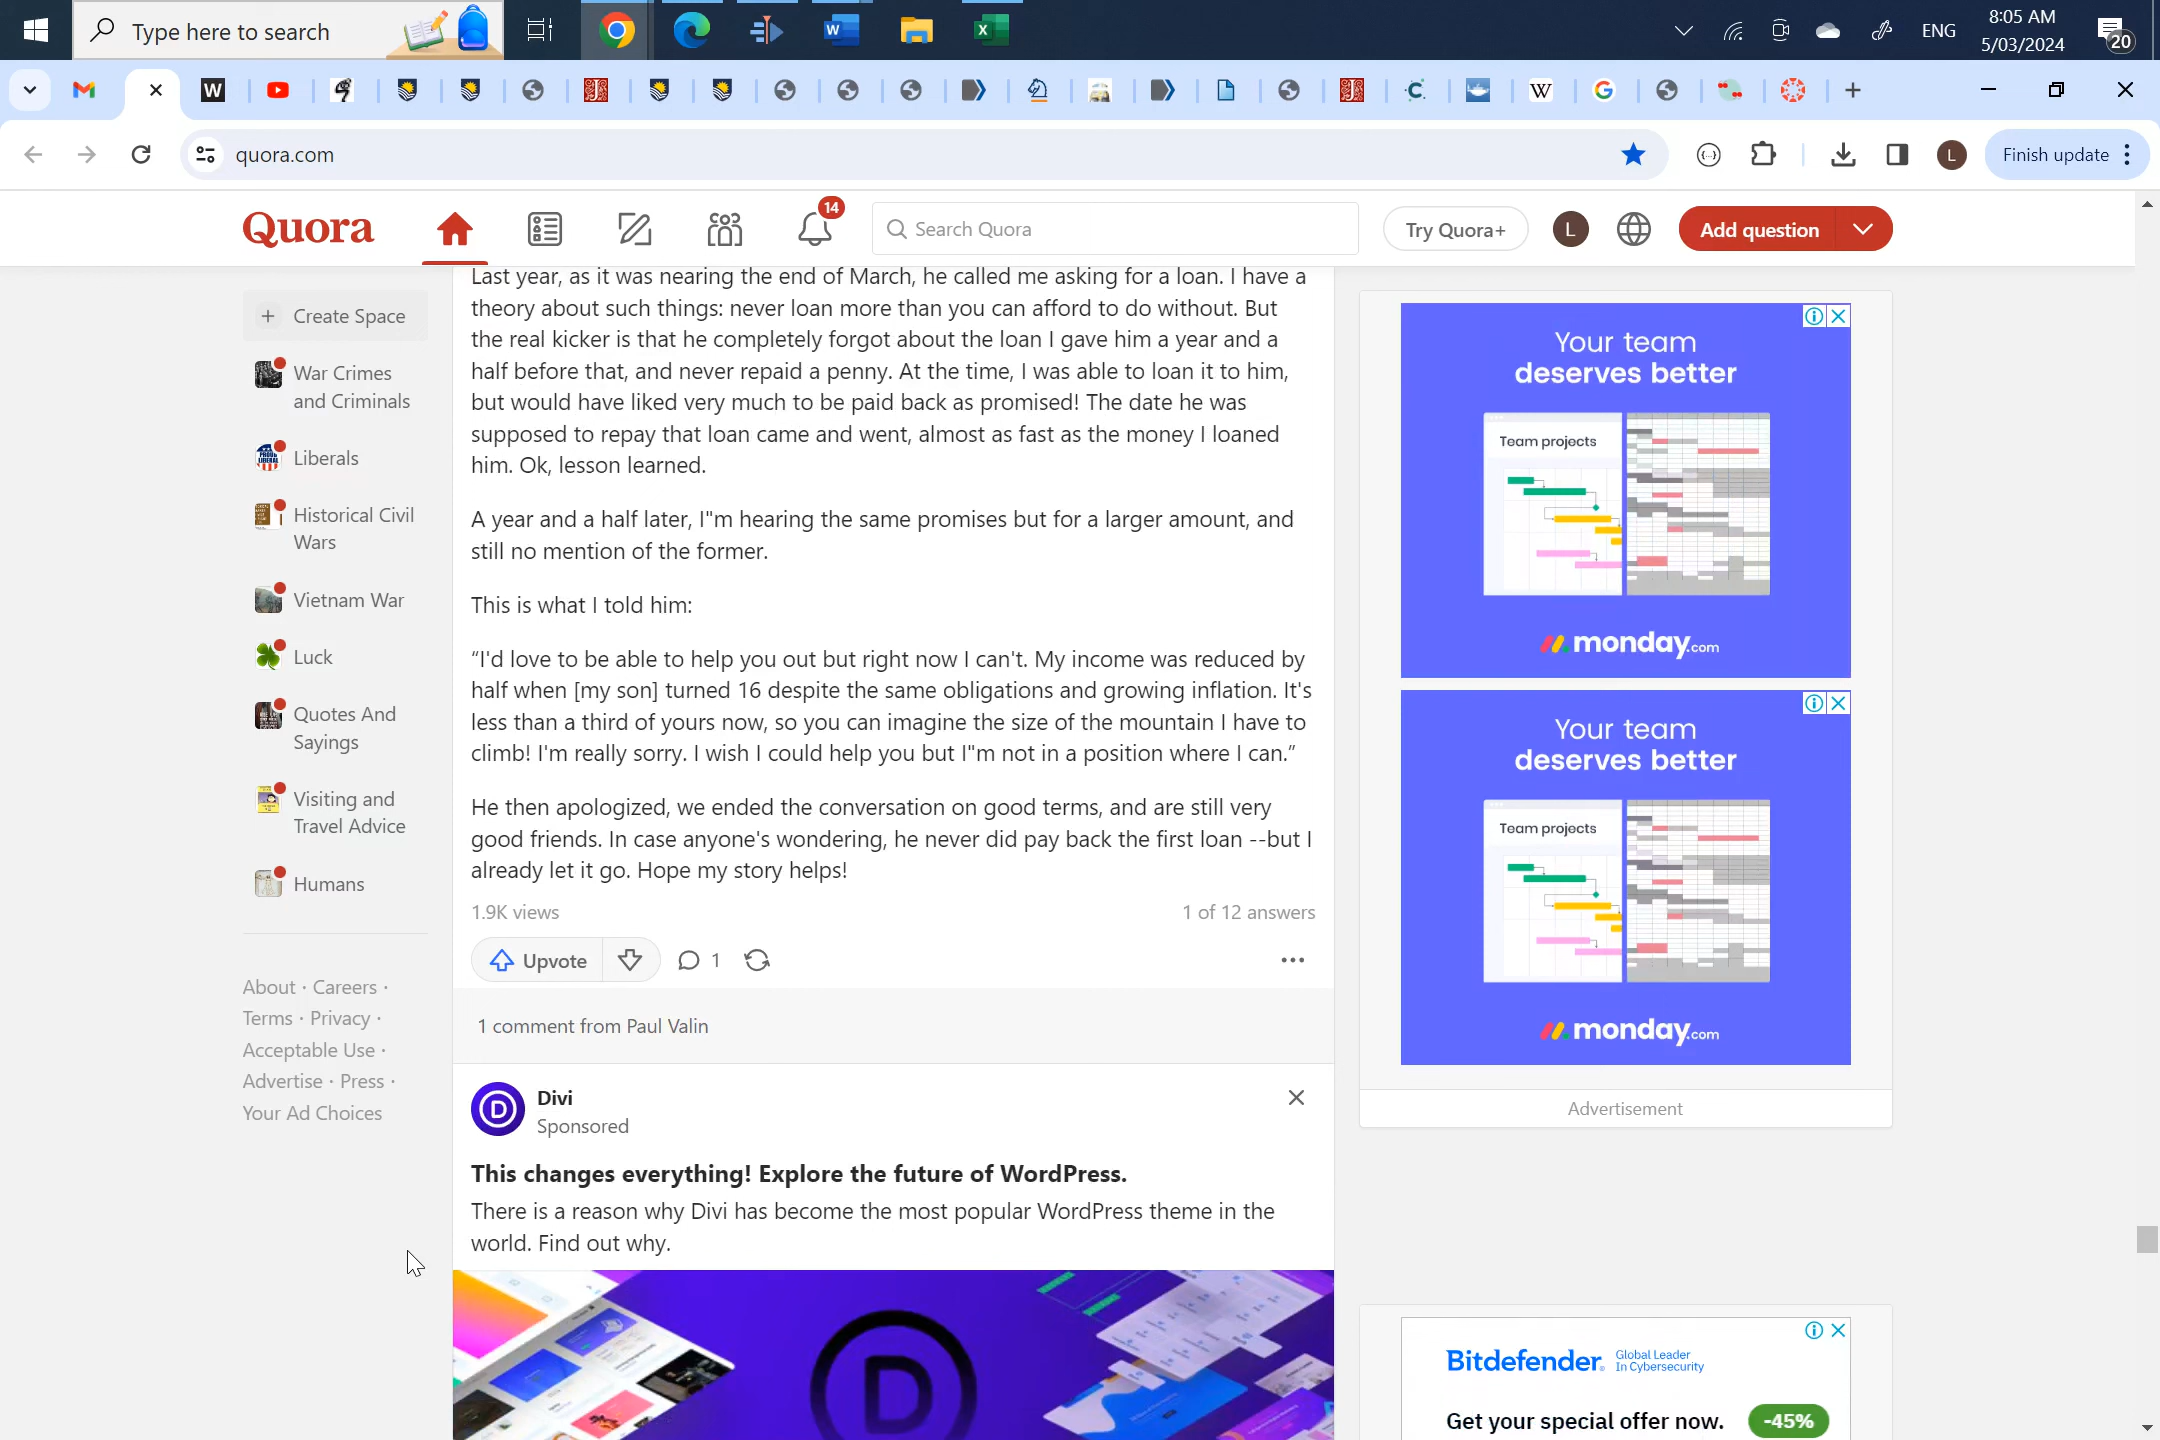 Type here to search
W
X
ENG
8:05 AM
5/03/2024
20
W
C
W
G
quora.com
L
Finish update
Quora
14
Search Quora
Try Quora+
L
Add question
Create Space
War Crimes
and Criminals
Liberals
Historical Civil
Wars
Vietnam War
Luck
Quotes And
Sayings
Visiting and
Travel Advice
Humans
About · Careers ·
Terms · Privacy ·
Acceptable Use ·
Advertise · Press ·
Your Ad Choices
Last year, as it was nearing the end of March, he called me asking for a loan. I have a
theory about such things: never loan more than you can afford to do without. But
the real kicker is that he completely forgot about the loan I gave him a year and a
half before that, and never repaid a penny. At the time, I was able to loan it to him,
but would have liked very much to be paid back as promised! The date he was
supposed to repay that loan came and went, almost as fast as the money I loaned
him. Ok, lesson learned.
A year and a half later, I"m hearing the same promises but for a larger amount, and
still no mention of the former.
This is what I told him:
“I'd love to be able to help you out but right now I can't. My income was reduced by
half when [my son] turned 16 despite the same obligations and growing inflation. It's
less than a third of yours now, so you can imagine the size of the mountain I have to
climb! I'm really sorry. I wish I could help you but I"m not in a position where I can.”
He then apologized, we ended the conversation on good terms, and are still very
good friends. In case anyone's wondering, he never did pay back the first loan --but I
already let it go. Hope my story helps!
1.9K views
1 of 12 answers
Upvote
1
1 comment from Paul Valin
D
Divi
Sponsored
This changes everything! Explore the future of WordPress.
There is a reason why Divi has become the most popular WordPress theme in the
world. Find out why.
D
Your team
deserves better
Team projects
monday.com
Your team
deserves better
Team projects
monday.com
Advertisement
Bitdefender. Global Leader
In Cybersecurity
Get your special offer now. -45%